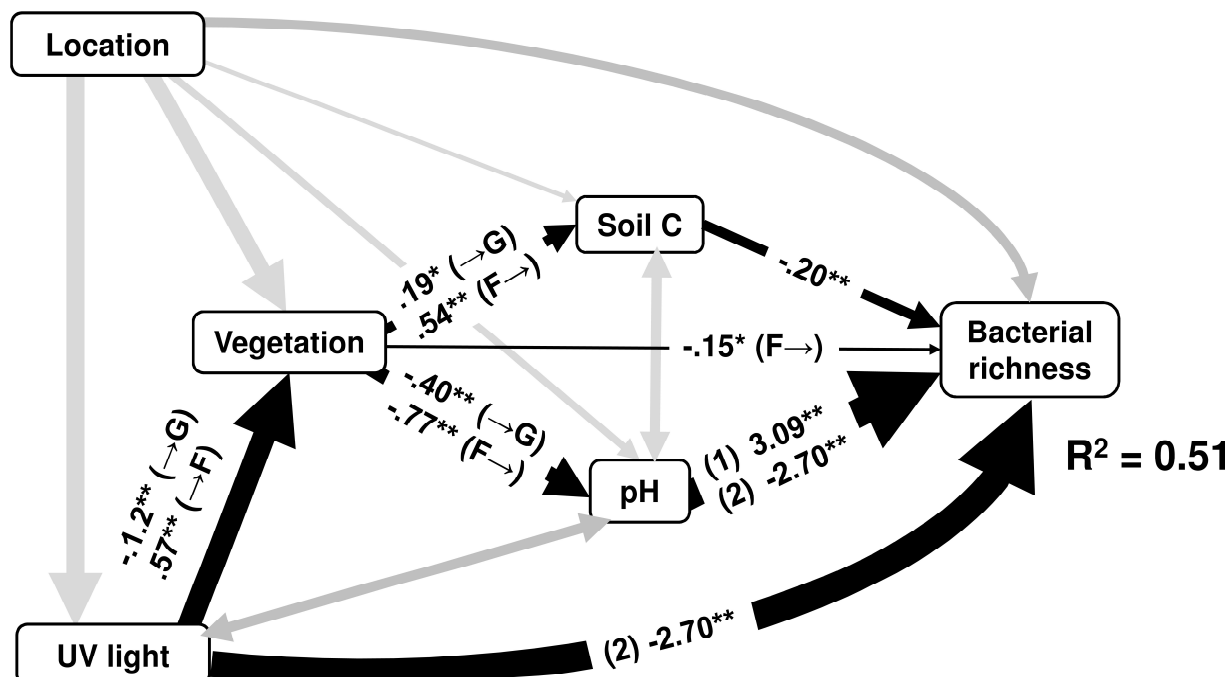 Location
Soil C
.19* (→G)
.54** (F→)
-.20**
Vegetation
-.15* (F→)
Bacterial
richness
-.40** (→G)
-.77** (F→)
(1) 3.09**
(2) -2.70**
R² = 0.51
pH
-.1.2** (→G)
.57** (→F)
(2) -2.70**
UV light